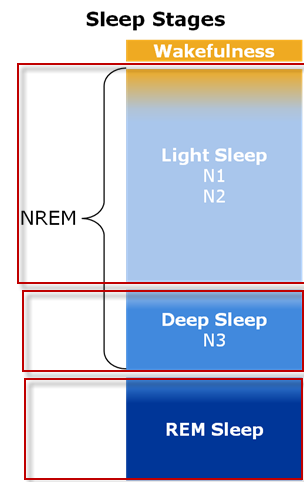 Sleep Stages
Wakefulness
Light Sleep
N1
N2
NREM
Deep Sleep
N3
REM Sleep